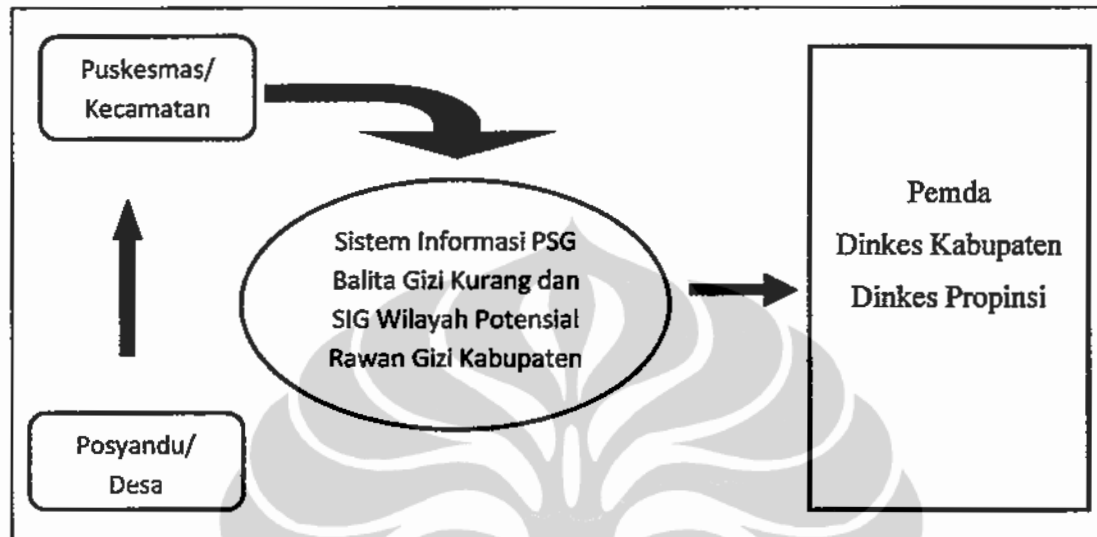 Puskesmas/
Kecamatan
Sistem Informasi PSG
Balita Gizi Kurang dan
SIG Wilayah Potensial
Rawan Gizi Kabupaten
Pemda
Dinkes Kabupaten
Dinkes Propinsi
Posyandu/
Desa